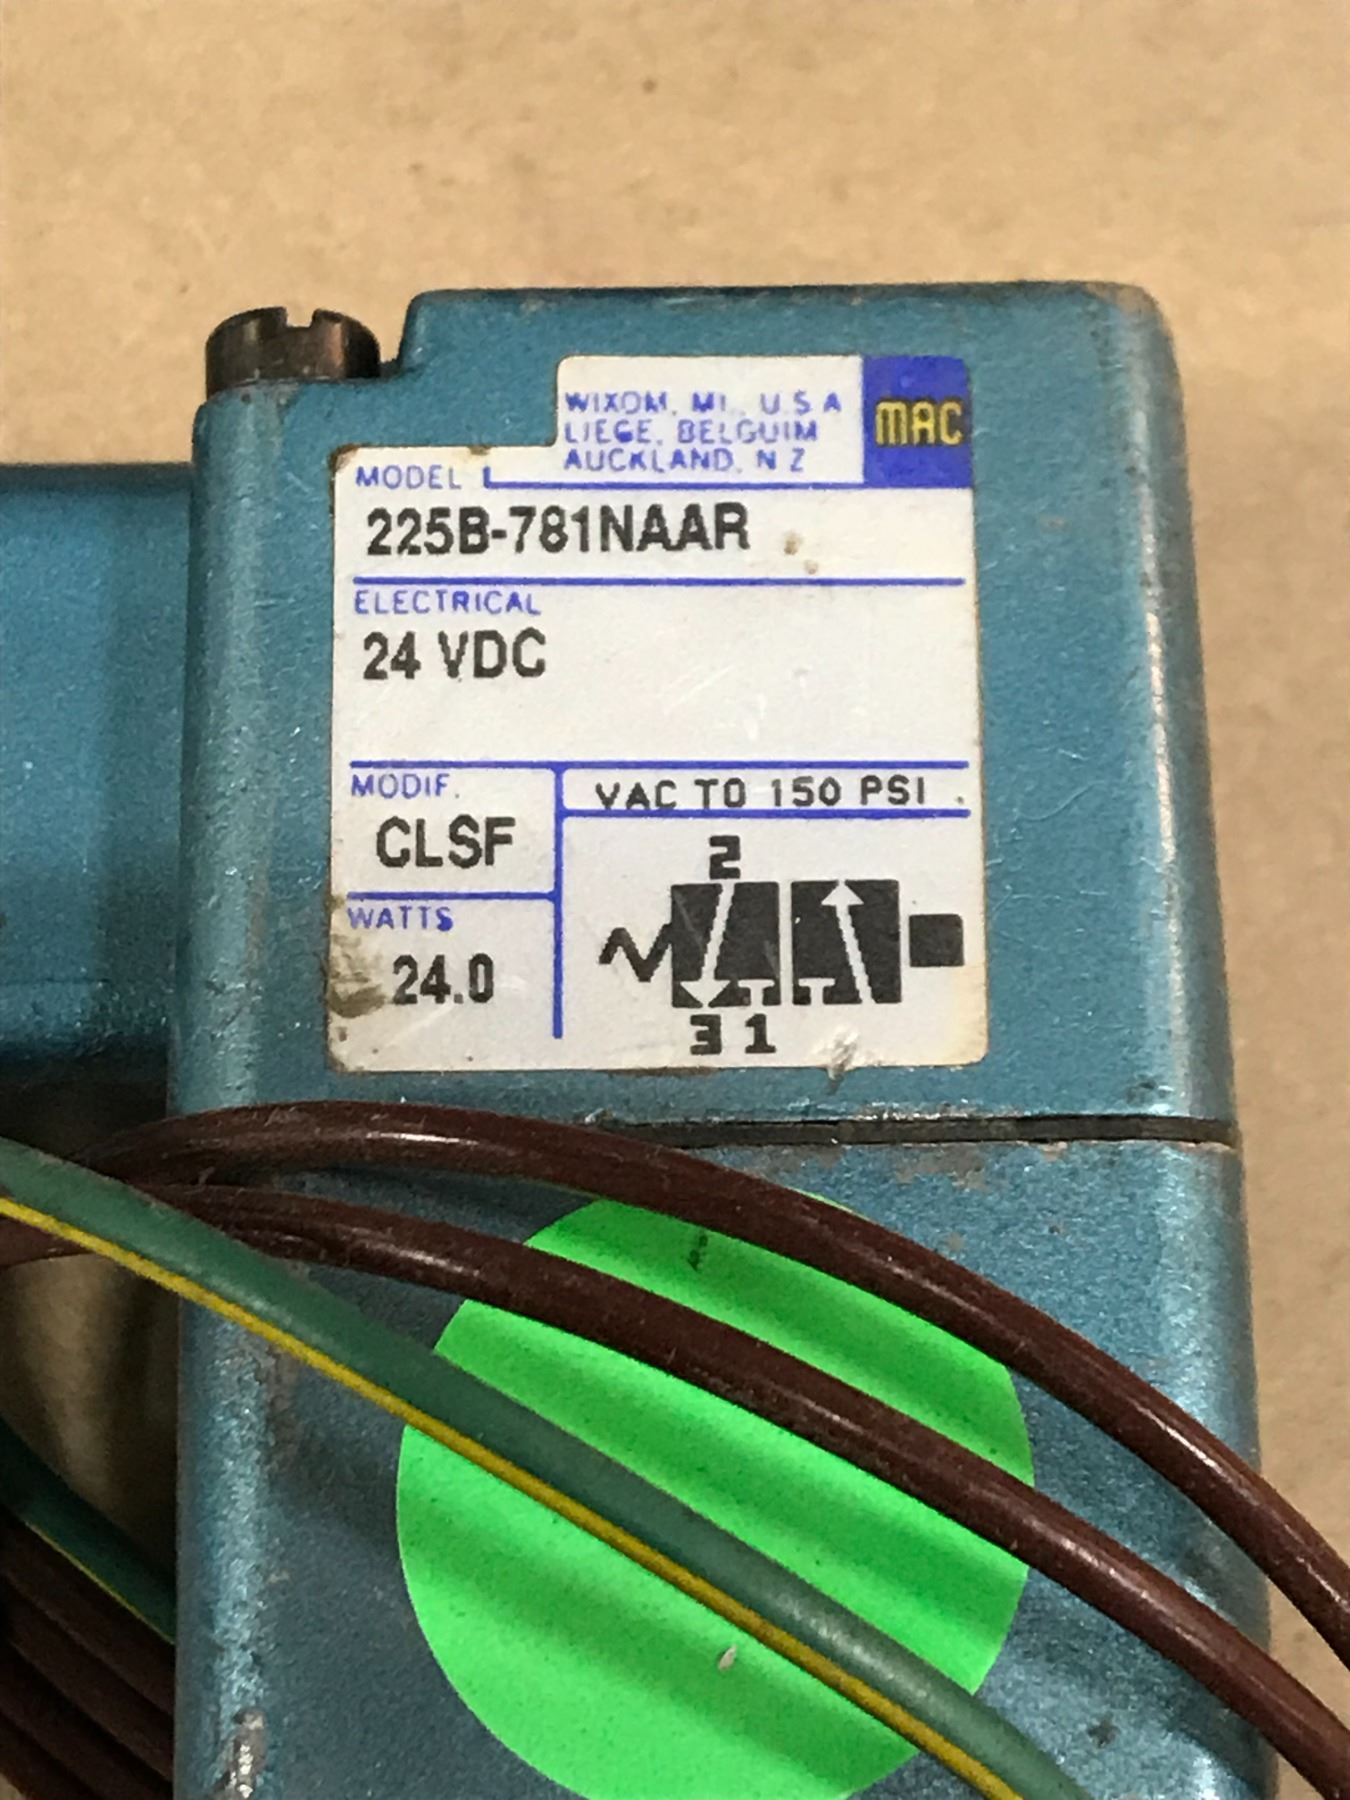 WIXOM, MI., U.S.A
LIEGE, BELGUIM
AUCKLAND, N Z
MAC
MODEL
225B-781NAAR
ELECTRICAL
24 VDC
MODIF.
CLSF
VAC TO 150 PSI
WATTS
24.0
2
3 1